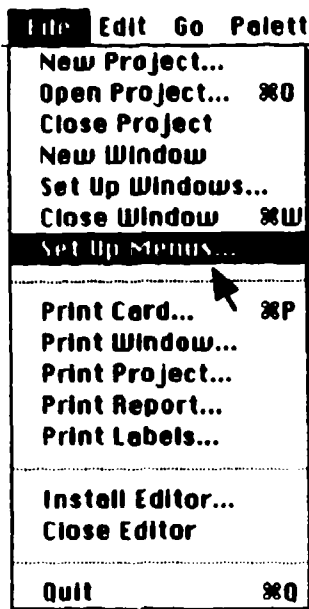 File Edit Go Palett
New Project...
Open Project... ⌘O
Close Project
New Window
Set Up Windows...
Close Window ⌘W
Set Up Menus...
Print Card... ⌘P
Print Window...
Print Project...
Print Report...
Print Labels...
Install Editor...
Close Editor
Quit ⌘Q